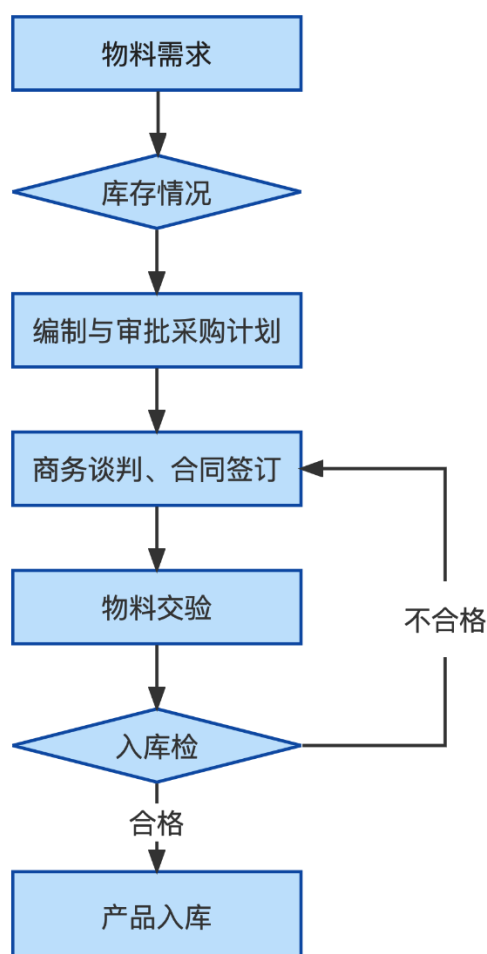 物料需求
库存情况
编制与审批采购计划
商务谈判、合同签订
物料交验
不合格
入库检
合格
产品入库